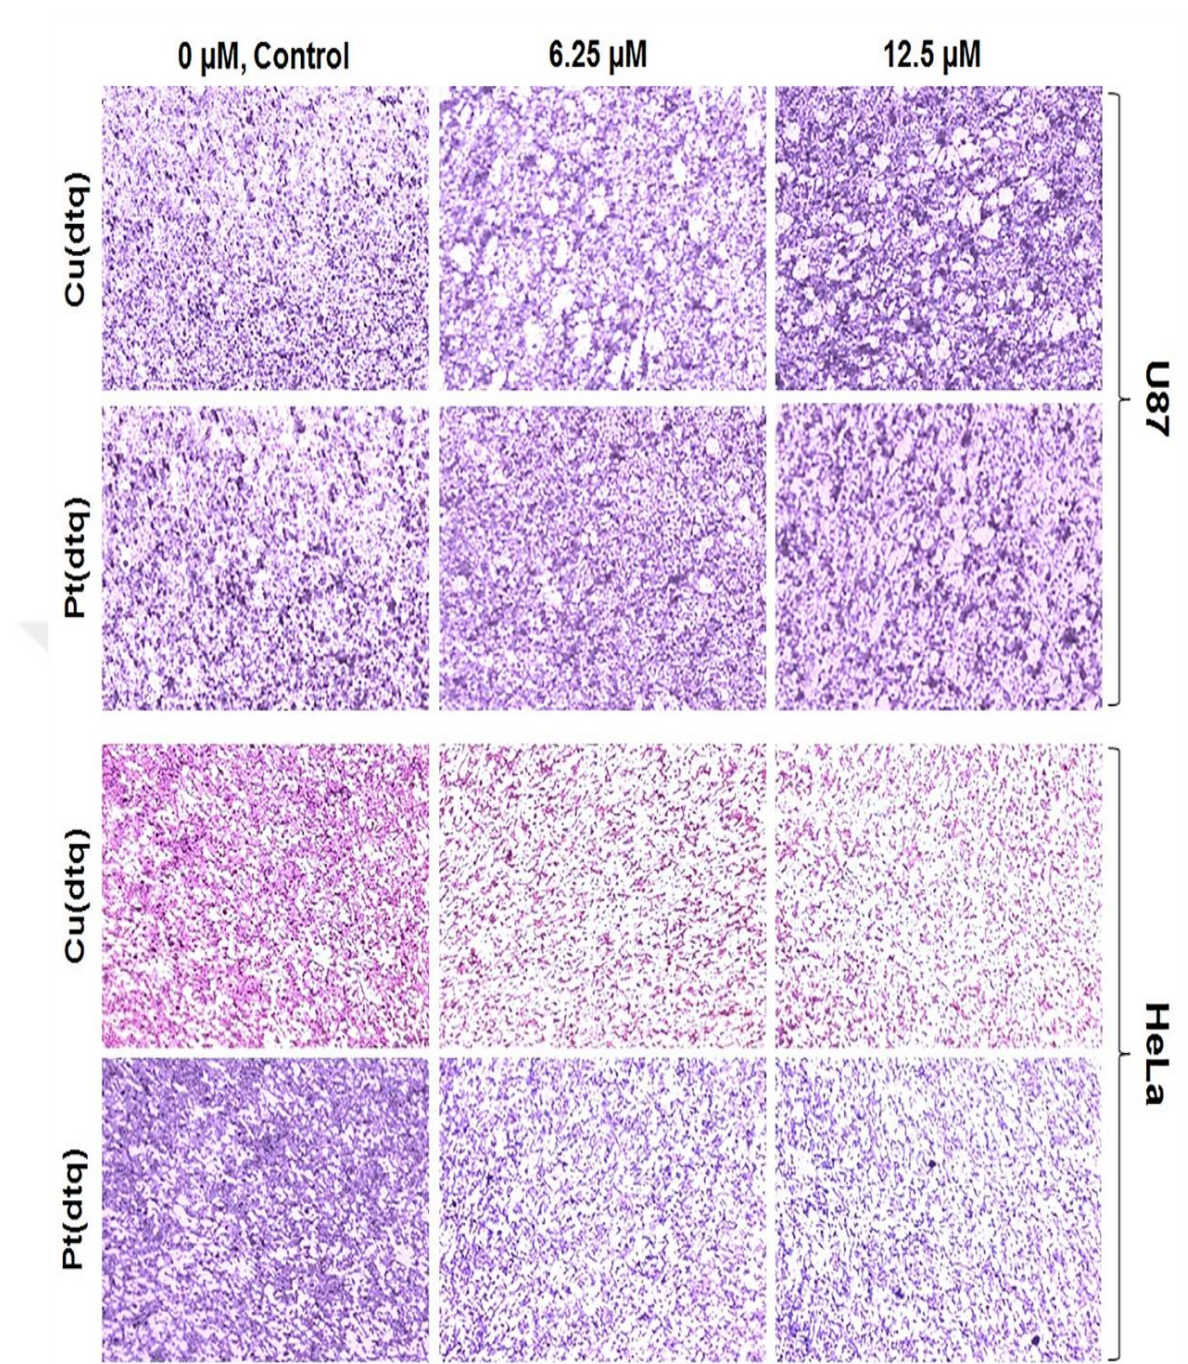 0 µM, Control
6.25 µM
12.5 µM
Cu(dtq)
Pt(dtq)
U87
Cu(dtq)
Pt(dtq)
HeLa